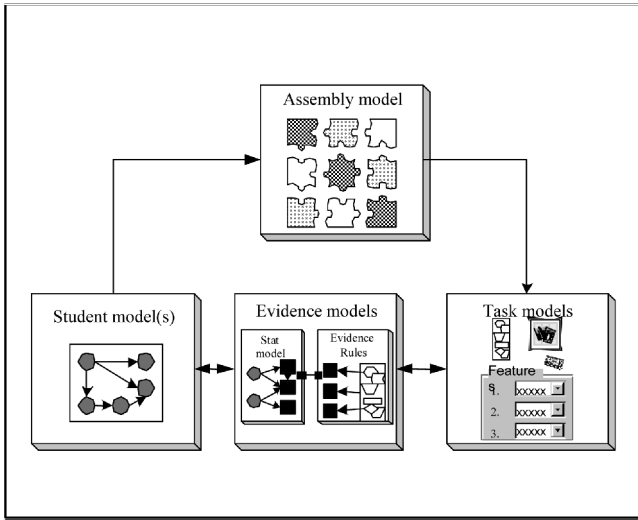 Assembly model
Student model(s)
Evidence models
Stat
model
Evidence
Rules
Task models
Feature
s
1. xxxxx
2. xxxxx
3. xxxxx